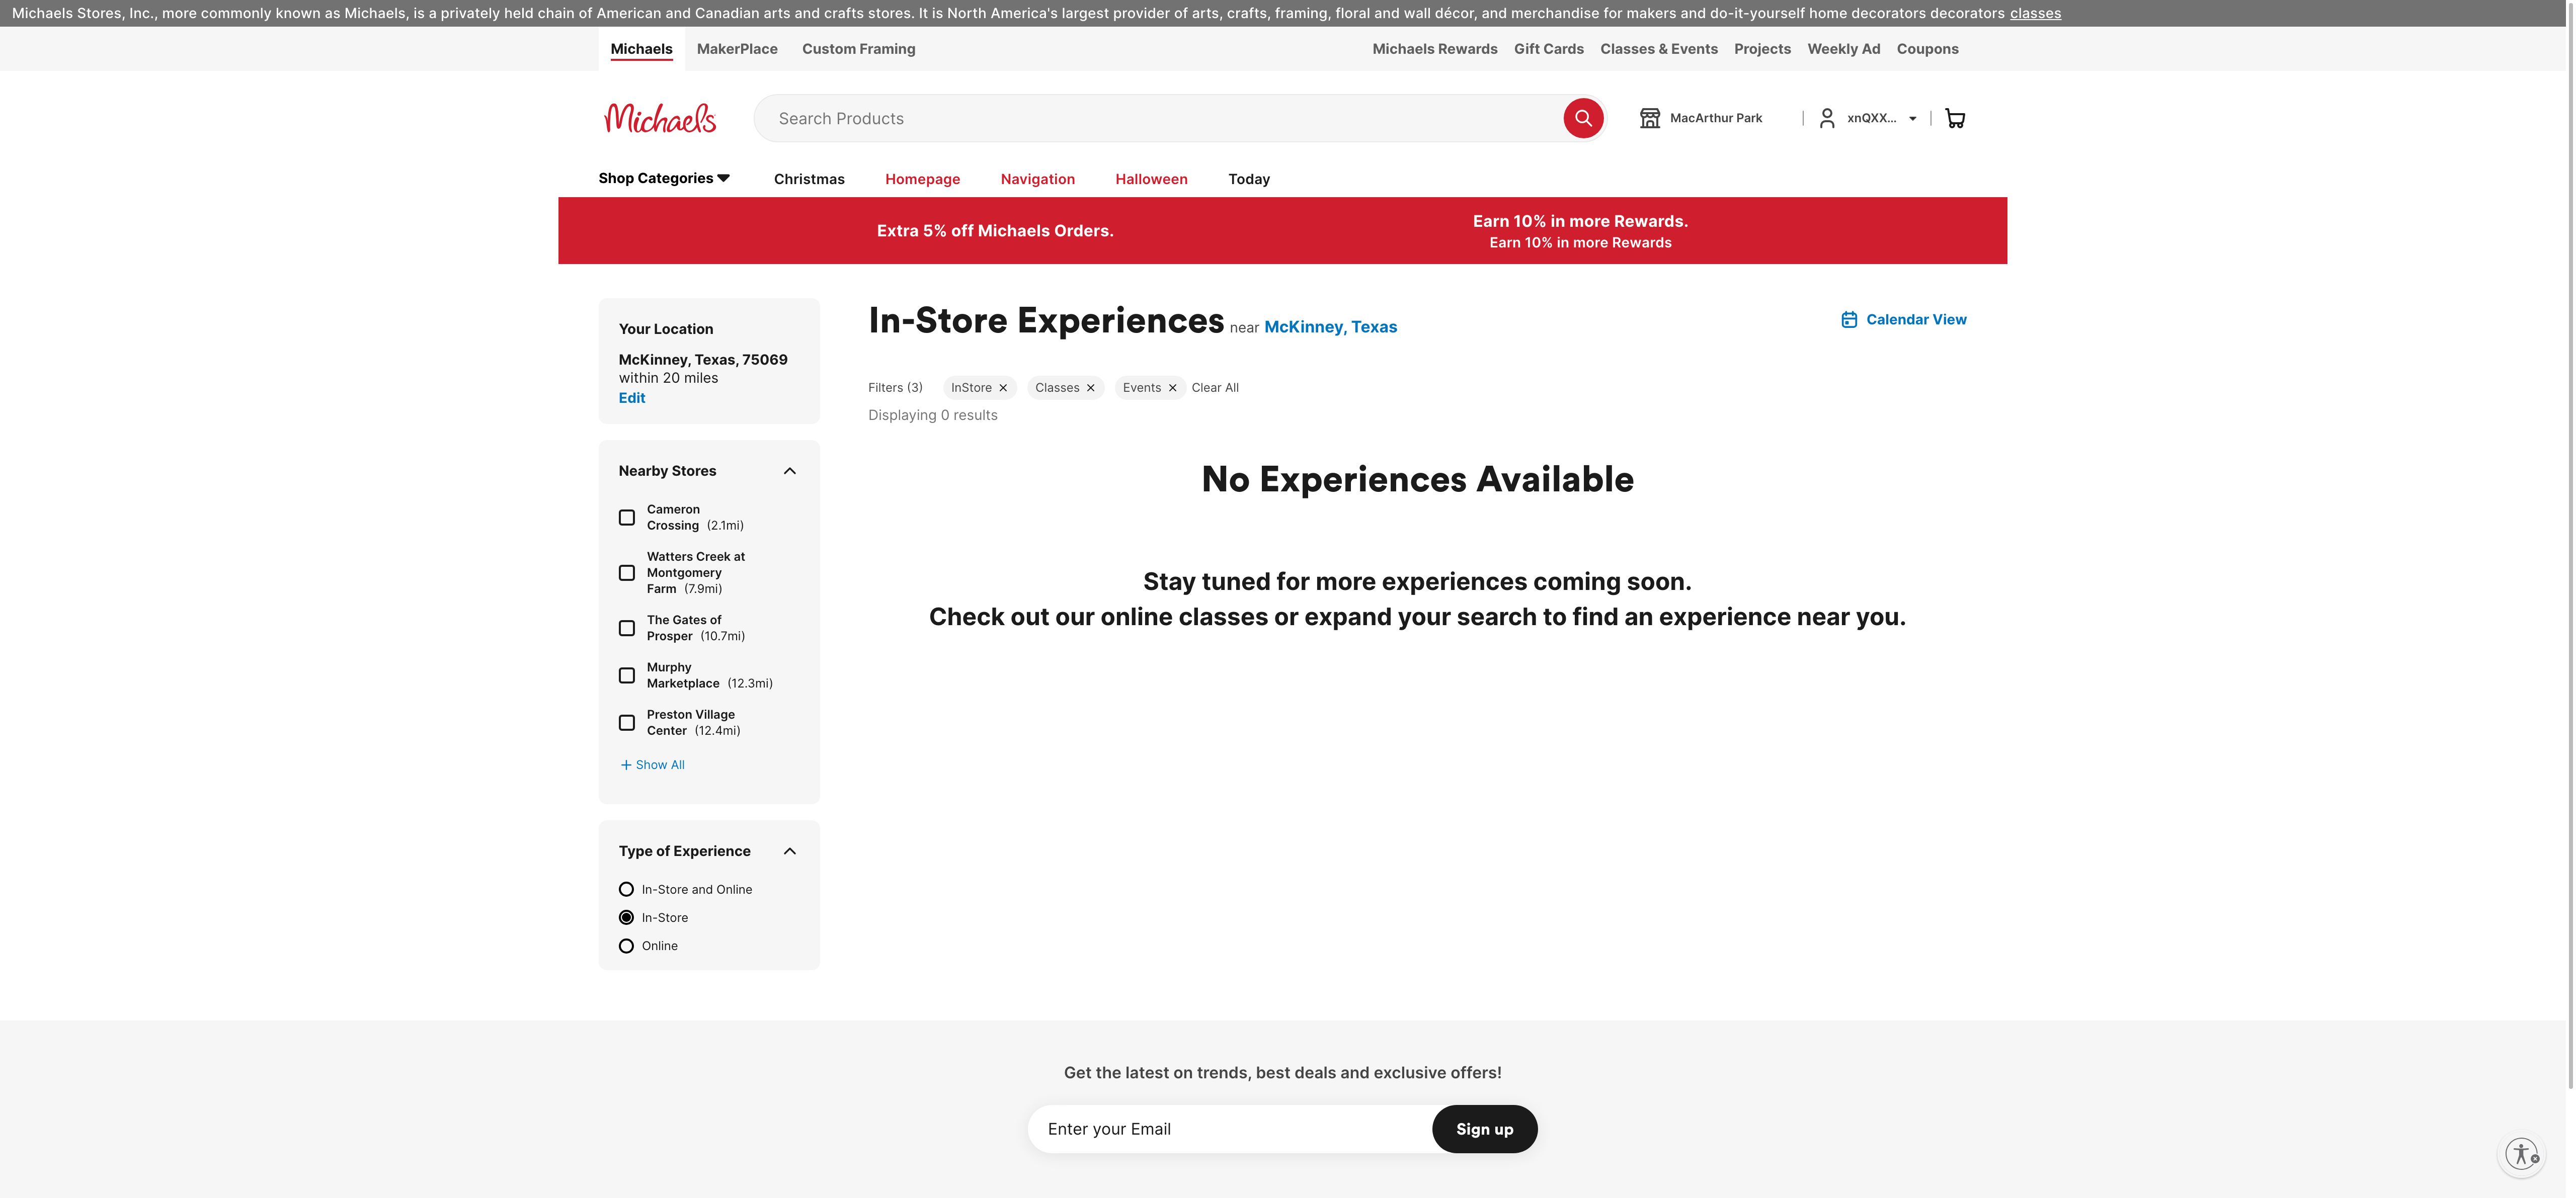 Michaels Stores, Inc., more commonly known as Michaels, is a privately held chain of American and Canadian arts and crafts stores. It is North America's largest provider of arts, crafts, framing, floral and wall décor, and merchandise for makers and do-it-yourself home decorators decorators classes
Michaels MakerPlace Custom Framing Michaels Rewards Gift Cards Classes & Events Projects Weekly Ad Coupons
Michaels Search Products MacArthur Park | xnQXX... |
Shop Categories Christmas Homepage Navigation Halloween Today
Extra 5% off Michaels Orders.
Earn 10% in more Rewards.
Earn 10% in more Rewards
Your Location
McKinney, Texas, 75069
within 20 miles
Edit
Nearby Stores
Cameron
Crossing (2.1mi)
Watters Creek at
Montgomery
Farm (7.9mi)
The Gates of
Prosper (10.7mi)
Murphy
Marketplace (12.3mi)
Preston Village
Center (12.4mi)
+ Show All
Type of Experience
In-Store and Online
In-Store
Online
In-Store Experiences near McKinney, Texas
Calendar View
Filters (3) InStore Classes Events Clear All
Displaying 0 results
No Experiences Available
Stay tuned for more experiences coming soon.
Check out our online classes or expand your search to find an experience near you.
Get the latest on trends, best deals and exclusive offers!
Enter your Email Sign up